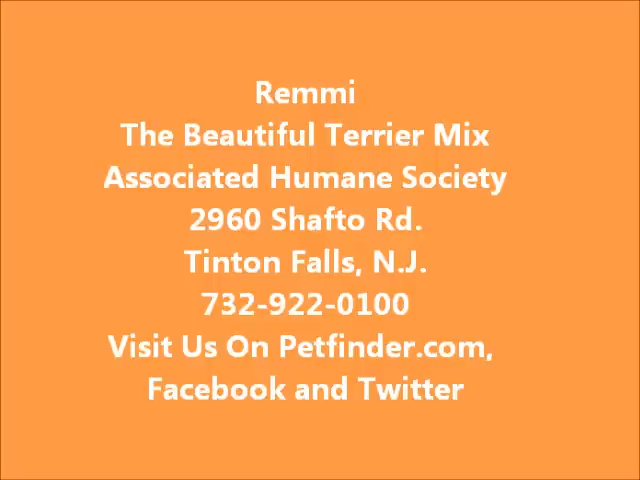 Remmi
The Beautiful Terrier Mix
Associated Humane Society
2960 Shafto Rd.
Tinton Falls, N.J.
732-922-0100
Visit Us On Petfinder.com,
Facebook and Twitter